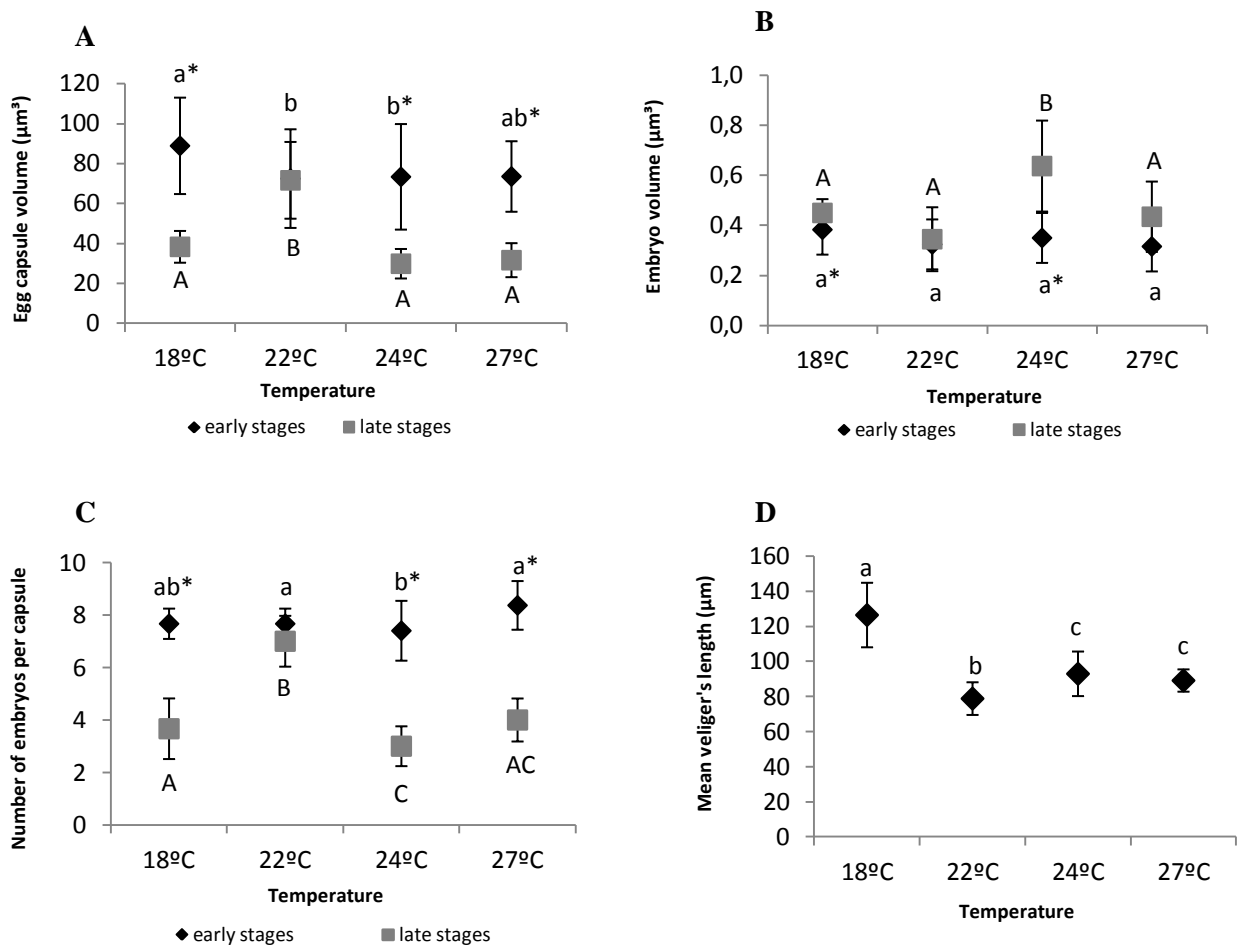 A
Egg capsule volume (µm³)
120
100
80
60
40
20
0
a*
b
b*
ab*
A
B
A
A
18ºC 22ºC 24ºC 27ºC
Temperature
early stages late stages
B
Embryo volume (µm³)
1,0
0,8
0,6
0,4
0,2
0,0
A
A
B
A
a*
a
a*
a
18ºC 22ºC 24ºC 27ºC
Temperature
early stages late stages
C
Number of embryos per capsule
10
8
6
4
2
0
ab*
a
b*
a*
A
B
C
AC
18ºC 22ºC 24ºC 27ºC
Temperature
early stages late stages
D
Mean veliger's length (µm)
160
140
120
100
80
60
40
20
0
a
b
c
c
18ºC 22ºC 24ºC 27ºC
Temperature